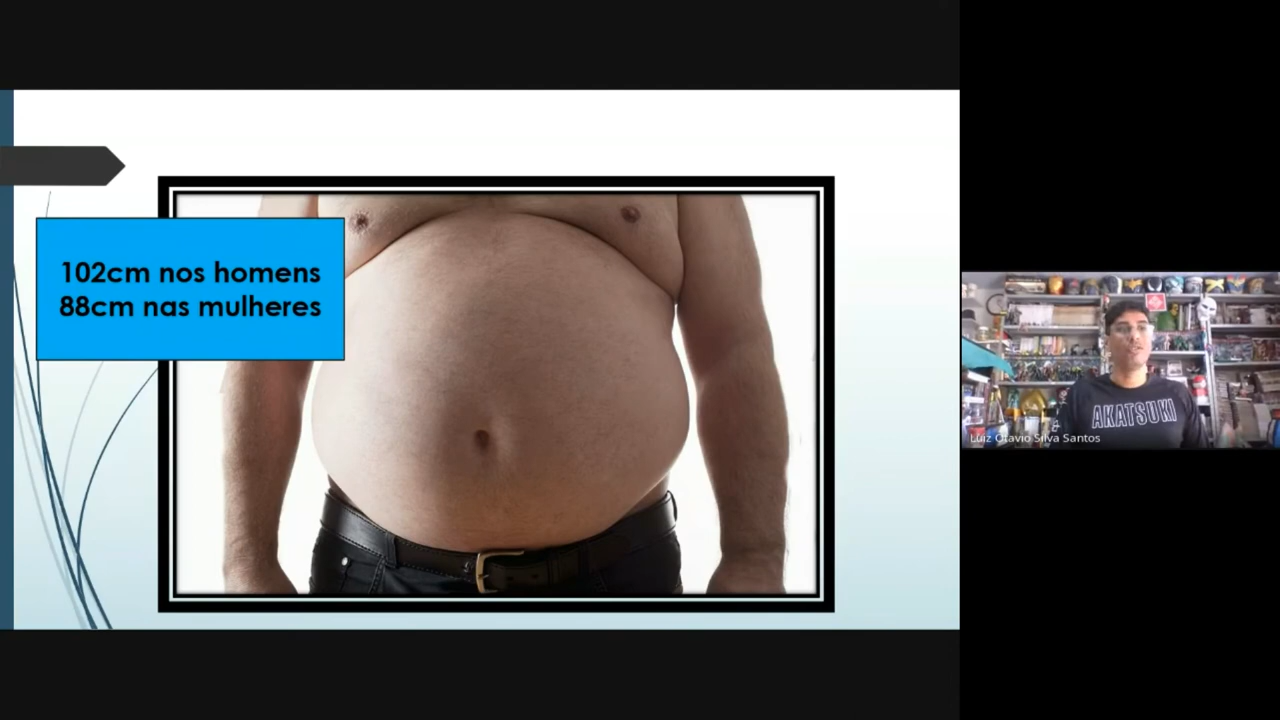 102cm nos homens
88cm nas mulheres
AKATSUKI
Luiz Otavio Silva Santos